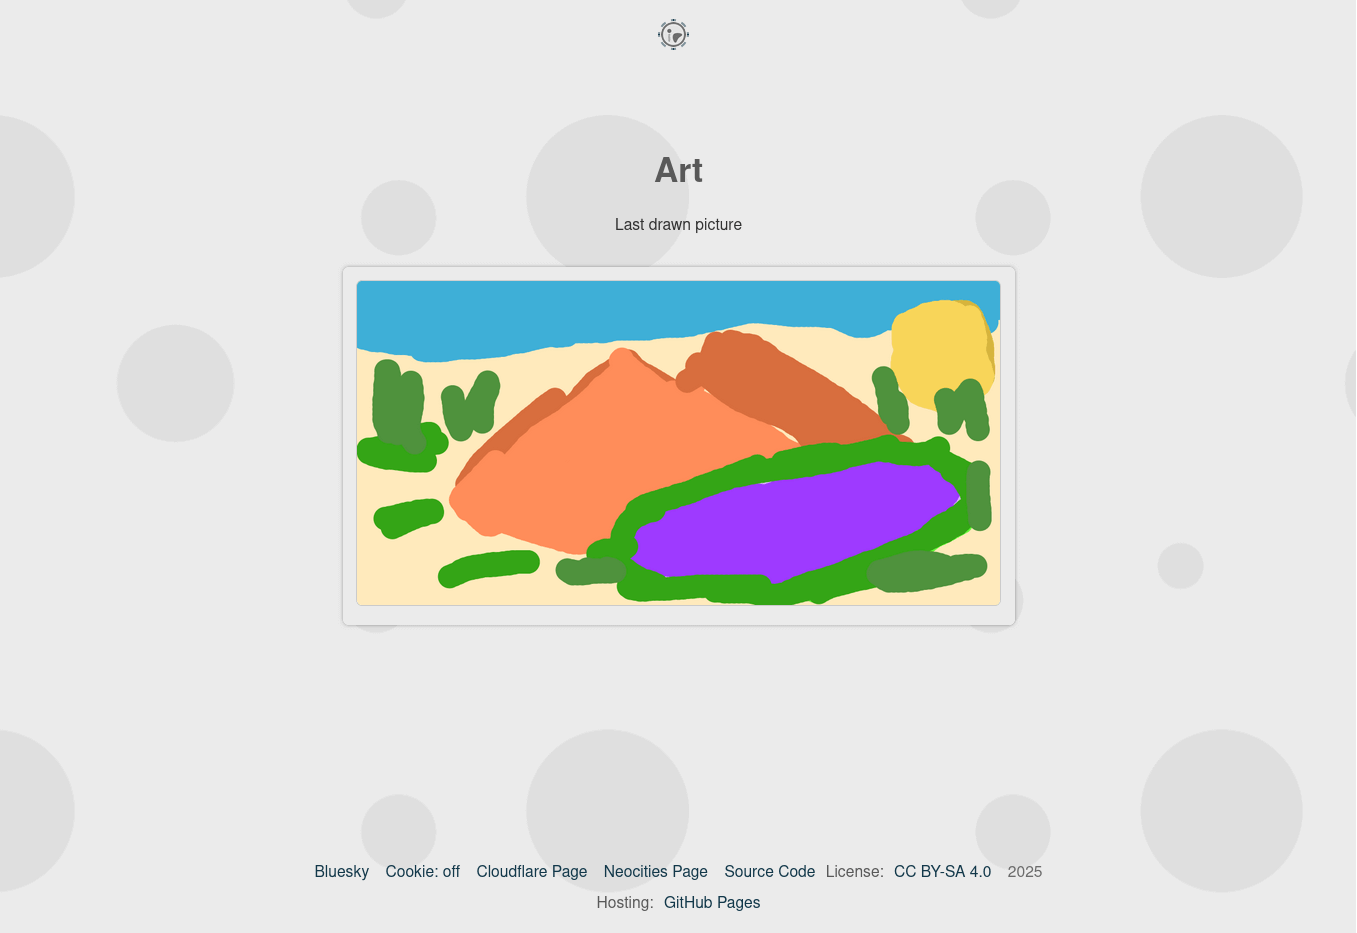 Art
Last drawn picture
Bluesky Cookie: off Cloudflare Page Neocities Page Source Code License: CC BY-SA 4.0 2025
Hosting: GitHub Pages